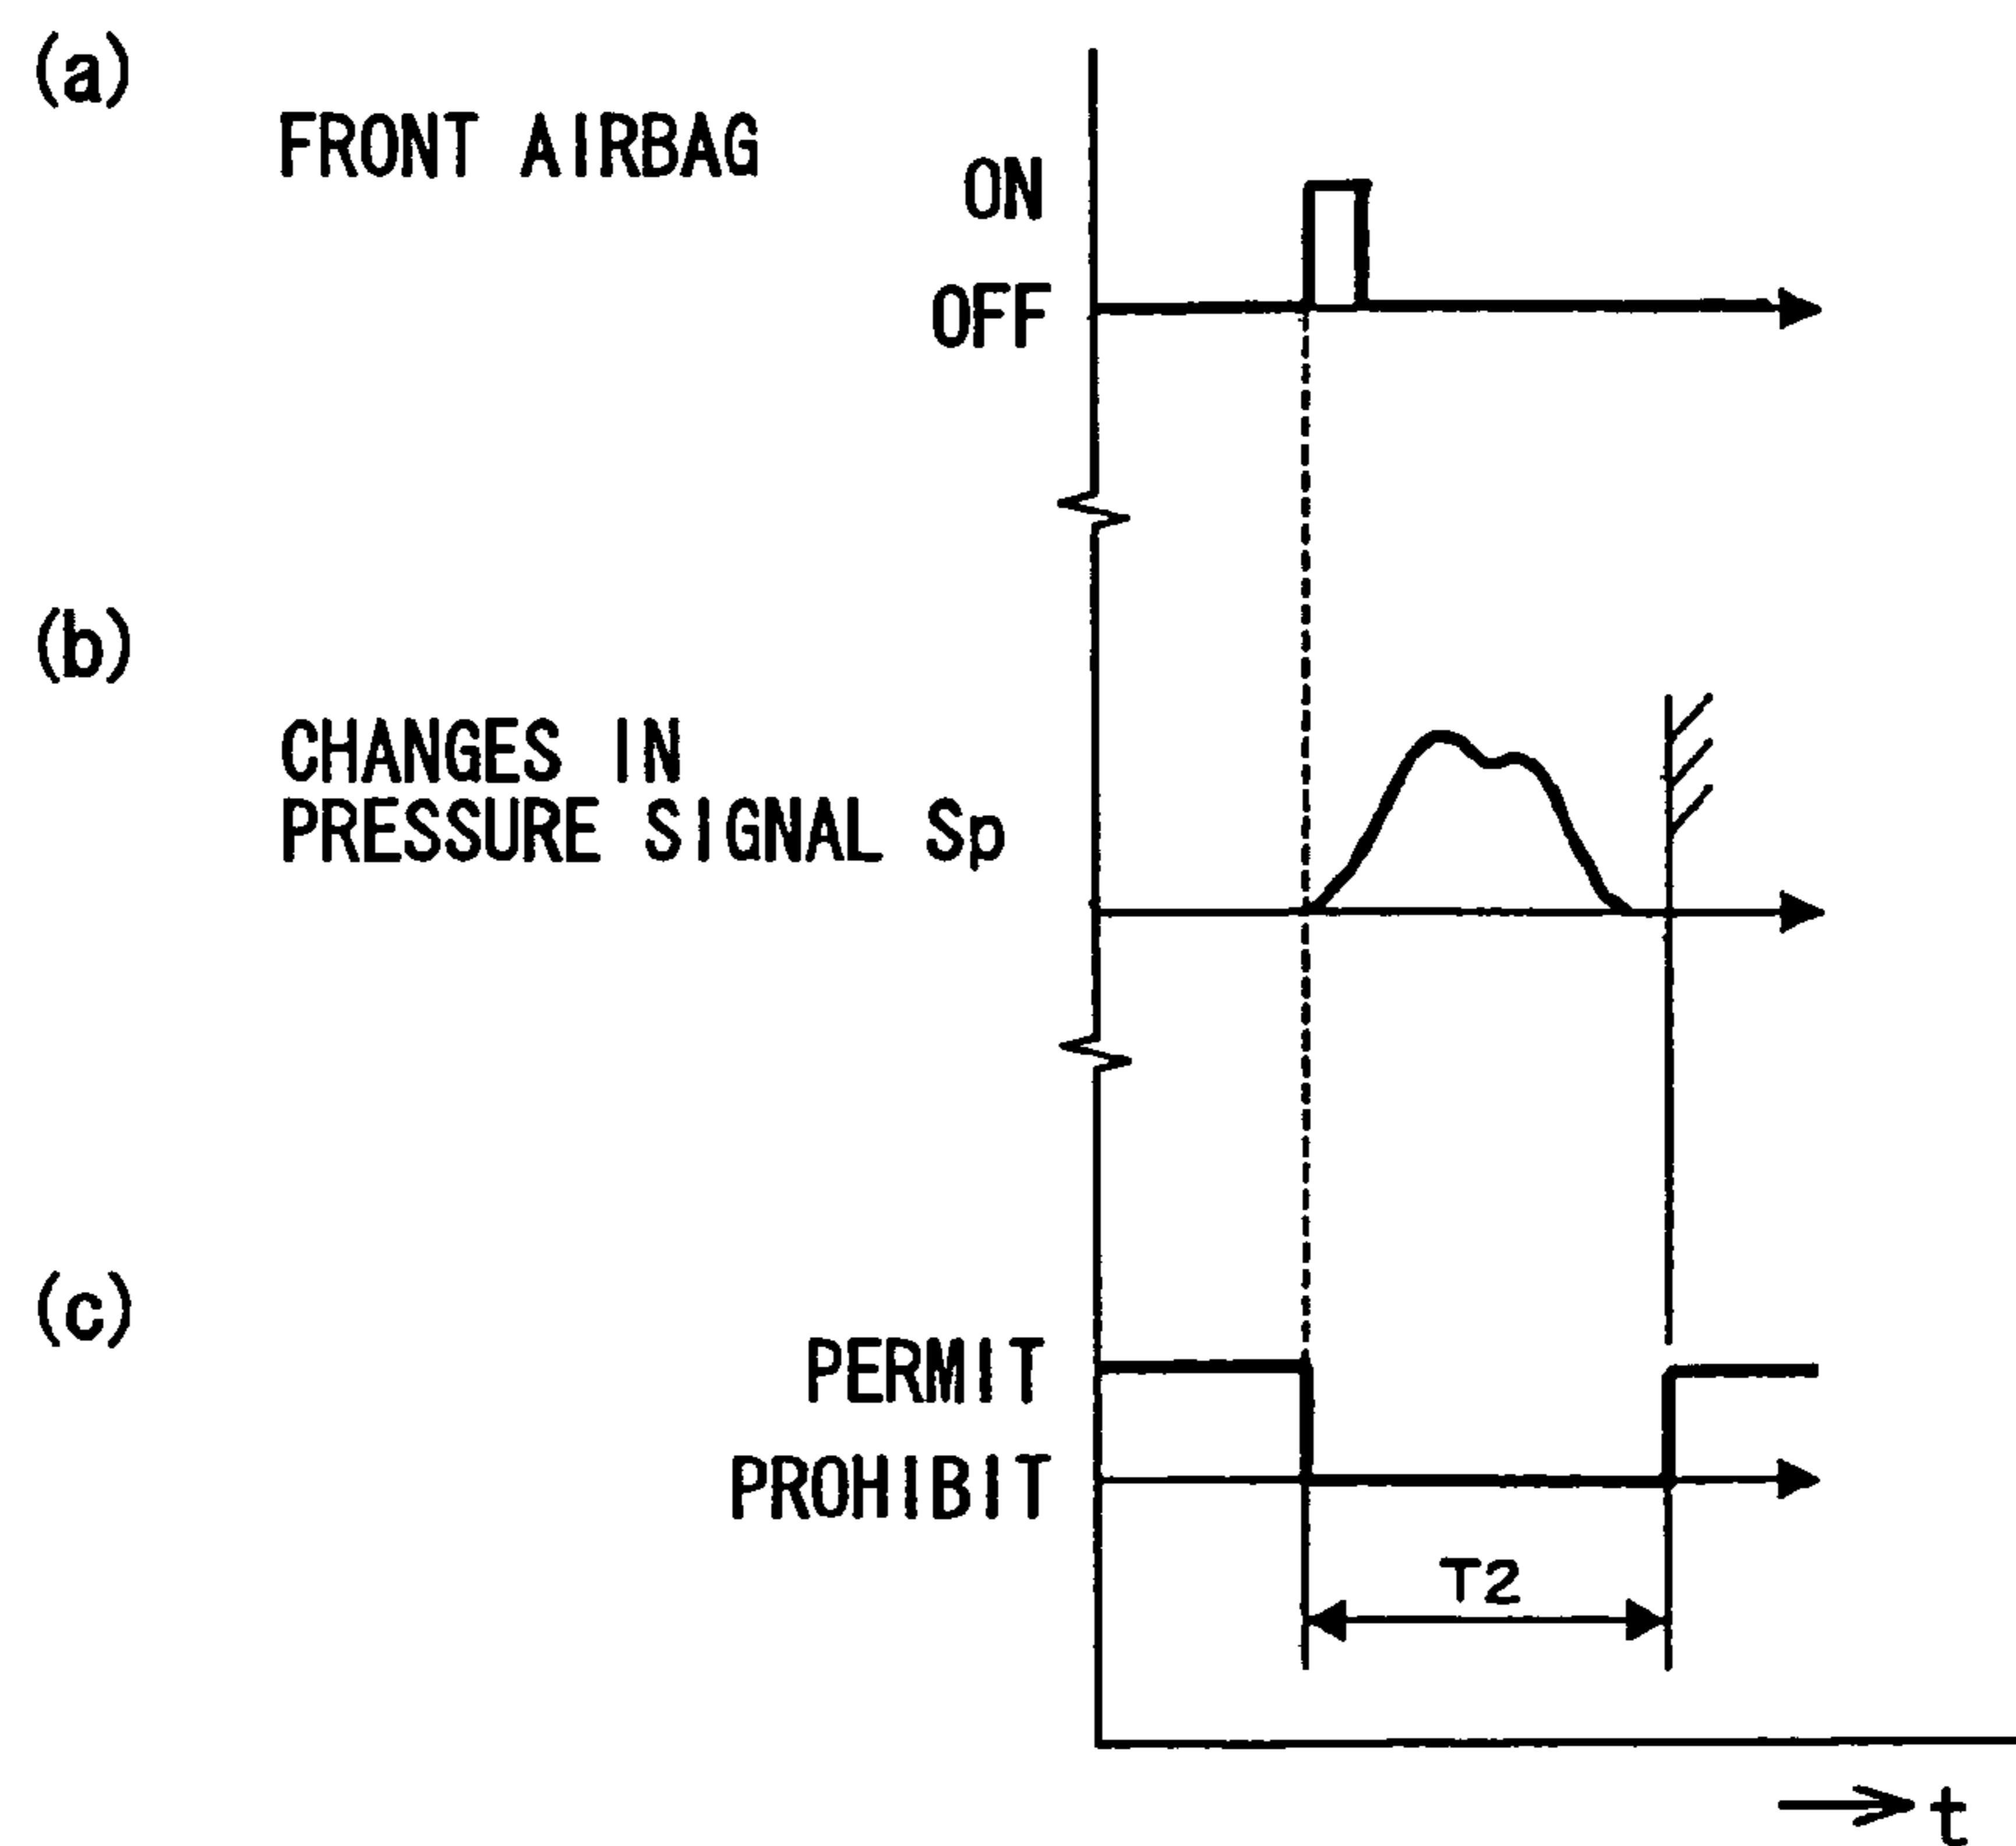 (a)
FRONT AIRBAG
ON
OFF
(b)
CHANGES IN
PRESSURE SIGNAL Sp
(c)
PERMIT
PROHIBIT
T2
t